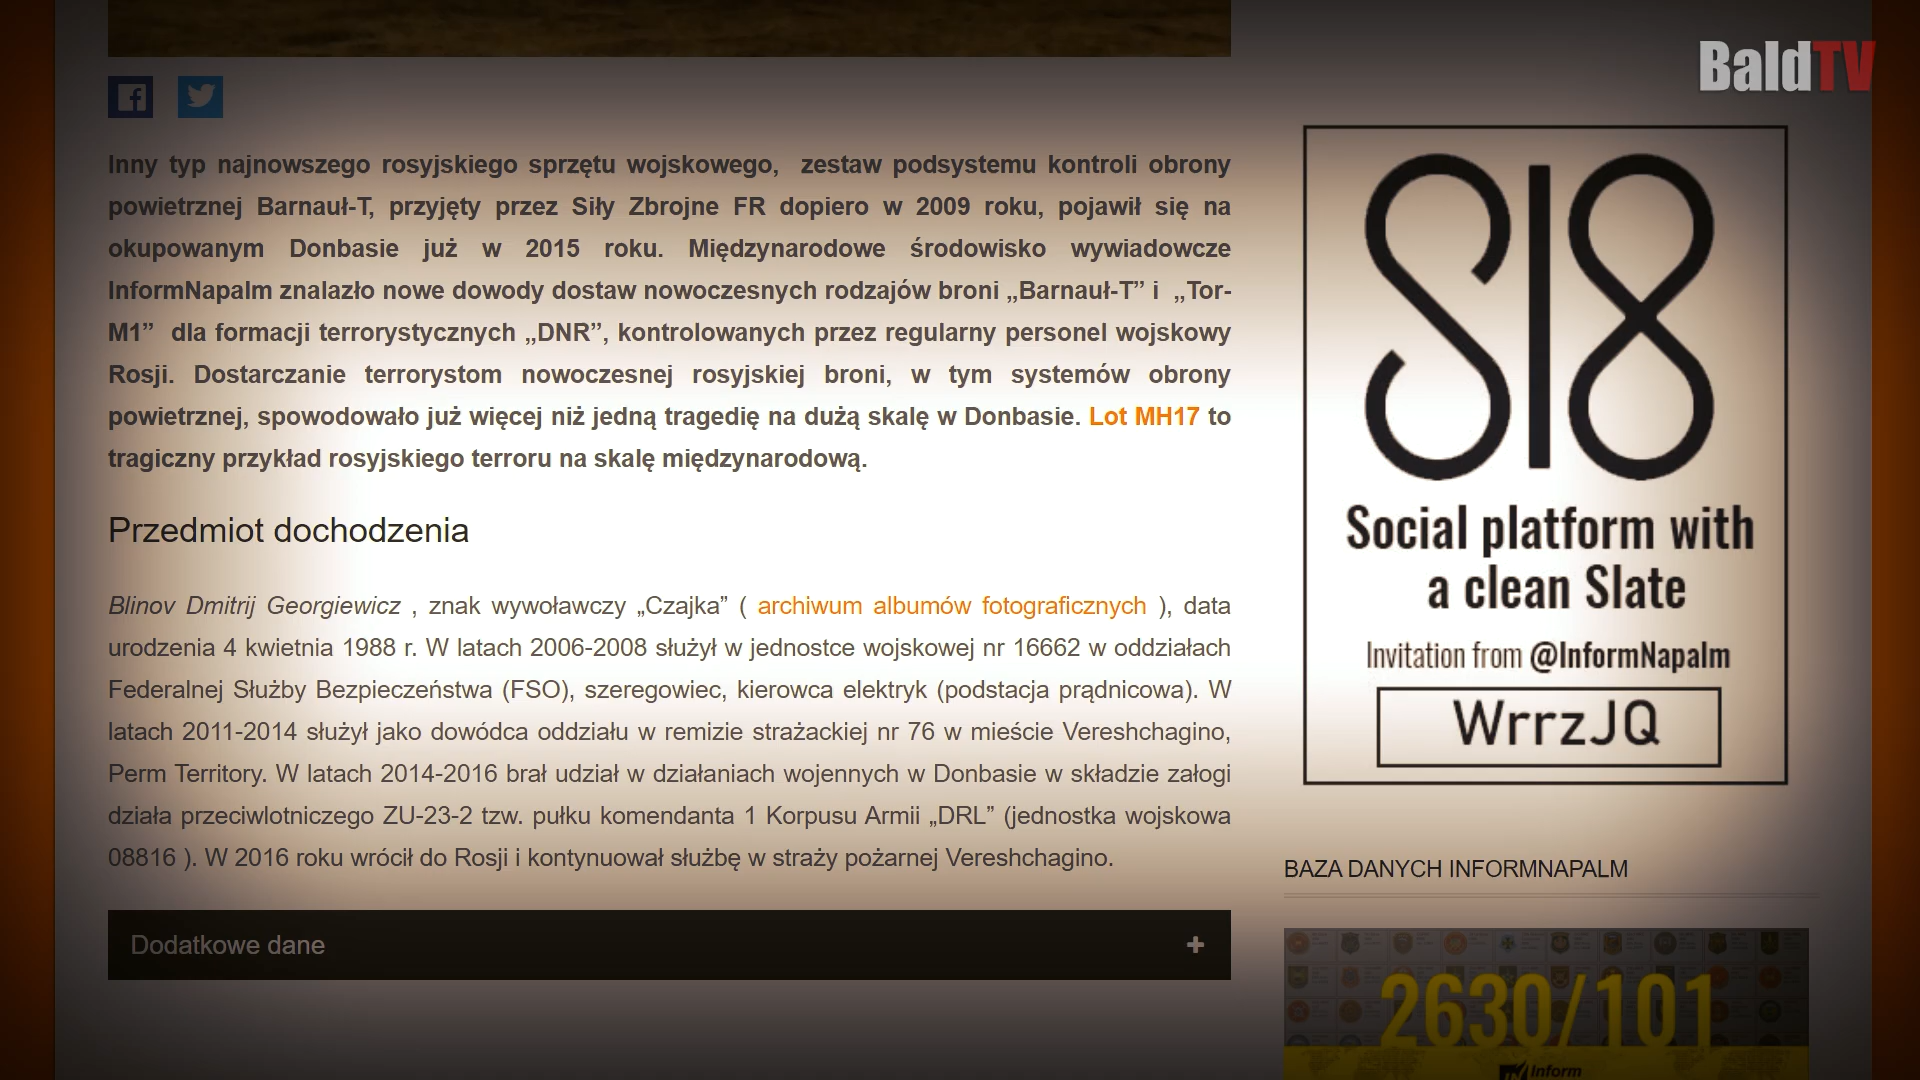 BaldTV
Inny typ najnowszego rosyjskiego sprzętu wojskowego, zestaw podsystemu kontroli obrony
powietrznej Barnauł-T, przyjęty przez Siły Zbrojne FR dopiero w 2009 roku, pojawił się na
okupowanym Donbasie już w 2015 roku. Międzynarodowe środowisko wywiadowcze
InformNapalm znalazło nowe dowody dostaw nowoczesnych rodzajów broni „Barnauł-T” i „Tor-
M1” dla formacji terrorystycznych „DNR”, kontrolowanych przez regularny personel wojskowy
Rosji. Dostarczanie terrorystom nowoczesnej rosyjskiej broni, w tym systemów obrony
powietrznej, spowodowało już więcej niż jedną tragedię na dużą skalę w Donbasie. Lot MH17 to
tragiczny przykład rosyjskiego terroru na skalę międzynarodową.
Przedmiot dochodzenia
Blinov Dmitrij Georgiewicz , znak wywoławczy „Czajka” ( archiwum albumów fotograficznych ), data
urodzenia 4 kwietnia 1988 r. W latach 2006-2008 służył w jednostce wojskowej nr 16662 w oddziałach
Federalnej Służby Bezpieczeństwa (FSO), szeregowiec, kierowca elektryk (podstacja prądnicowa). W
latach 2011-2014 służył jako dowódca oddziału w remizie strażackiej nr 76 w mieście Vereshchagino,
Perm Territory. W latach 2014-2016 brał udział w działaniach wojennych w Donbasie w składzie załogi
działa przeciwlotniczego ZU-23-2 tzw. pułku komendanta 1 Korpusu Armii „DRL” (jednostka wojskowa
08816 ). W 2016 roku wrócił do Rosji i kontynuował służbę w straży pożarnej Vereshchagino.
Dodatkowe dane +
Sl8
Social platform with
a clean Slate
Invitation from @InformNapalm
WrrzJQ
BAZA DANYCH INFORMNAPALM
2630/101
Inform